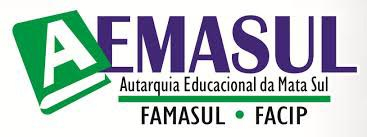 AEMASUL
Autarquia Educacional da Mata Sul
FAMASUL • FACIP